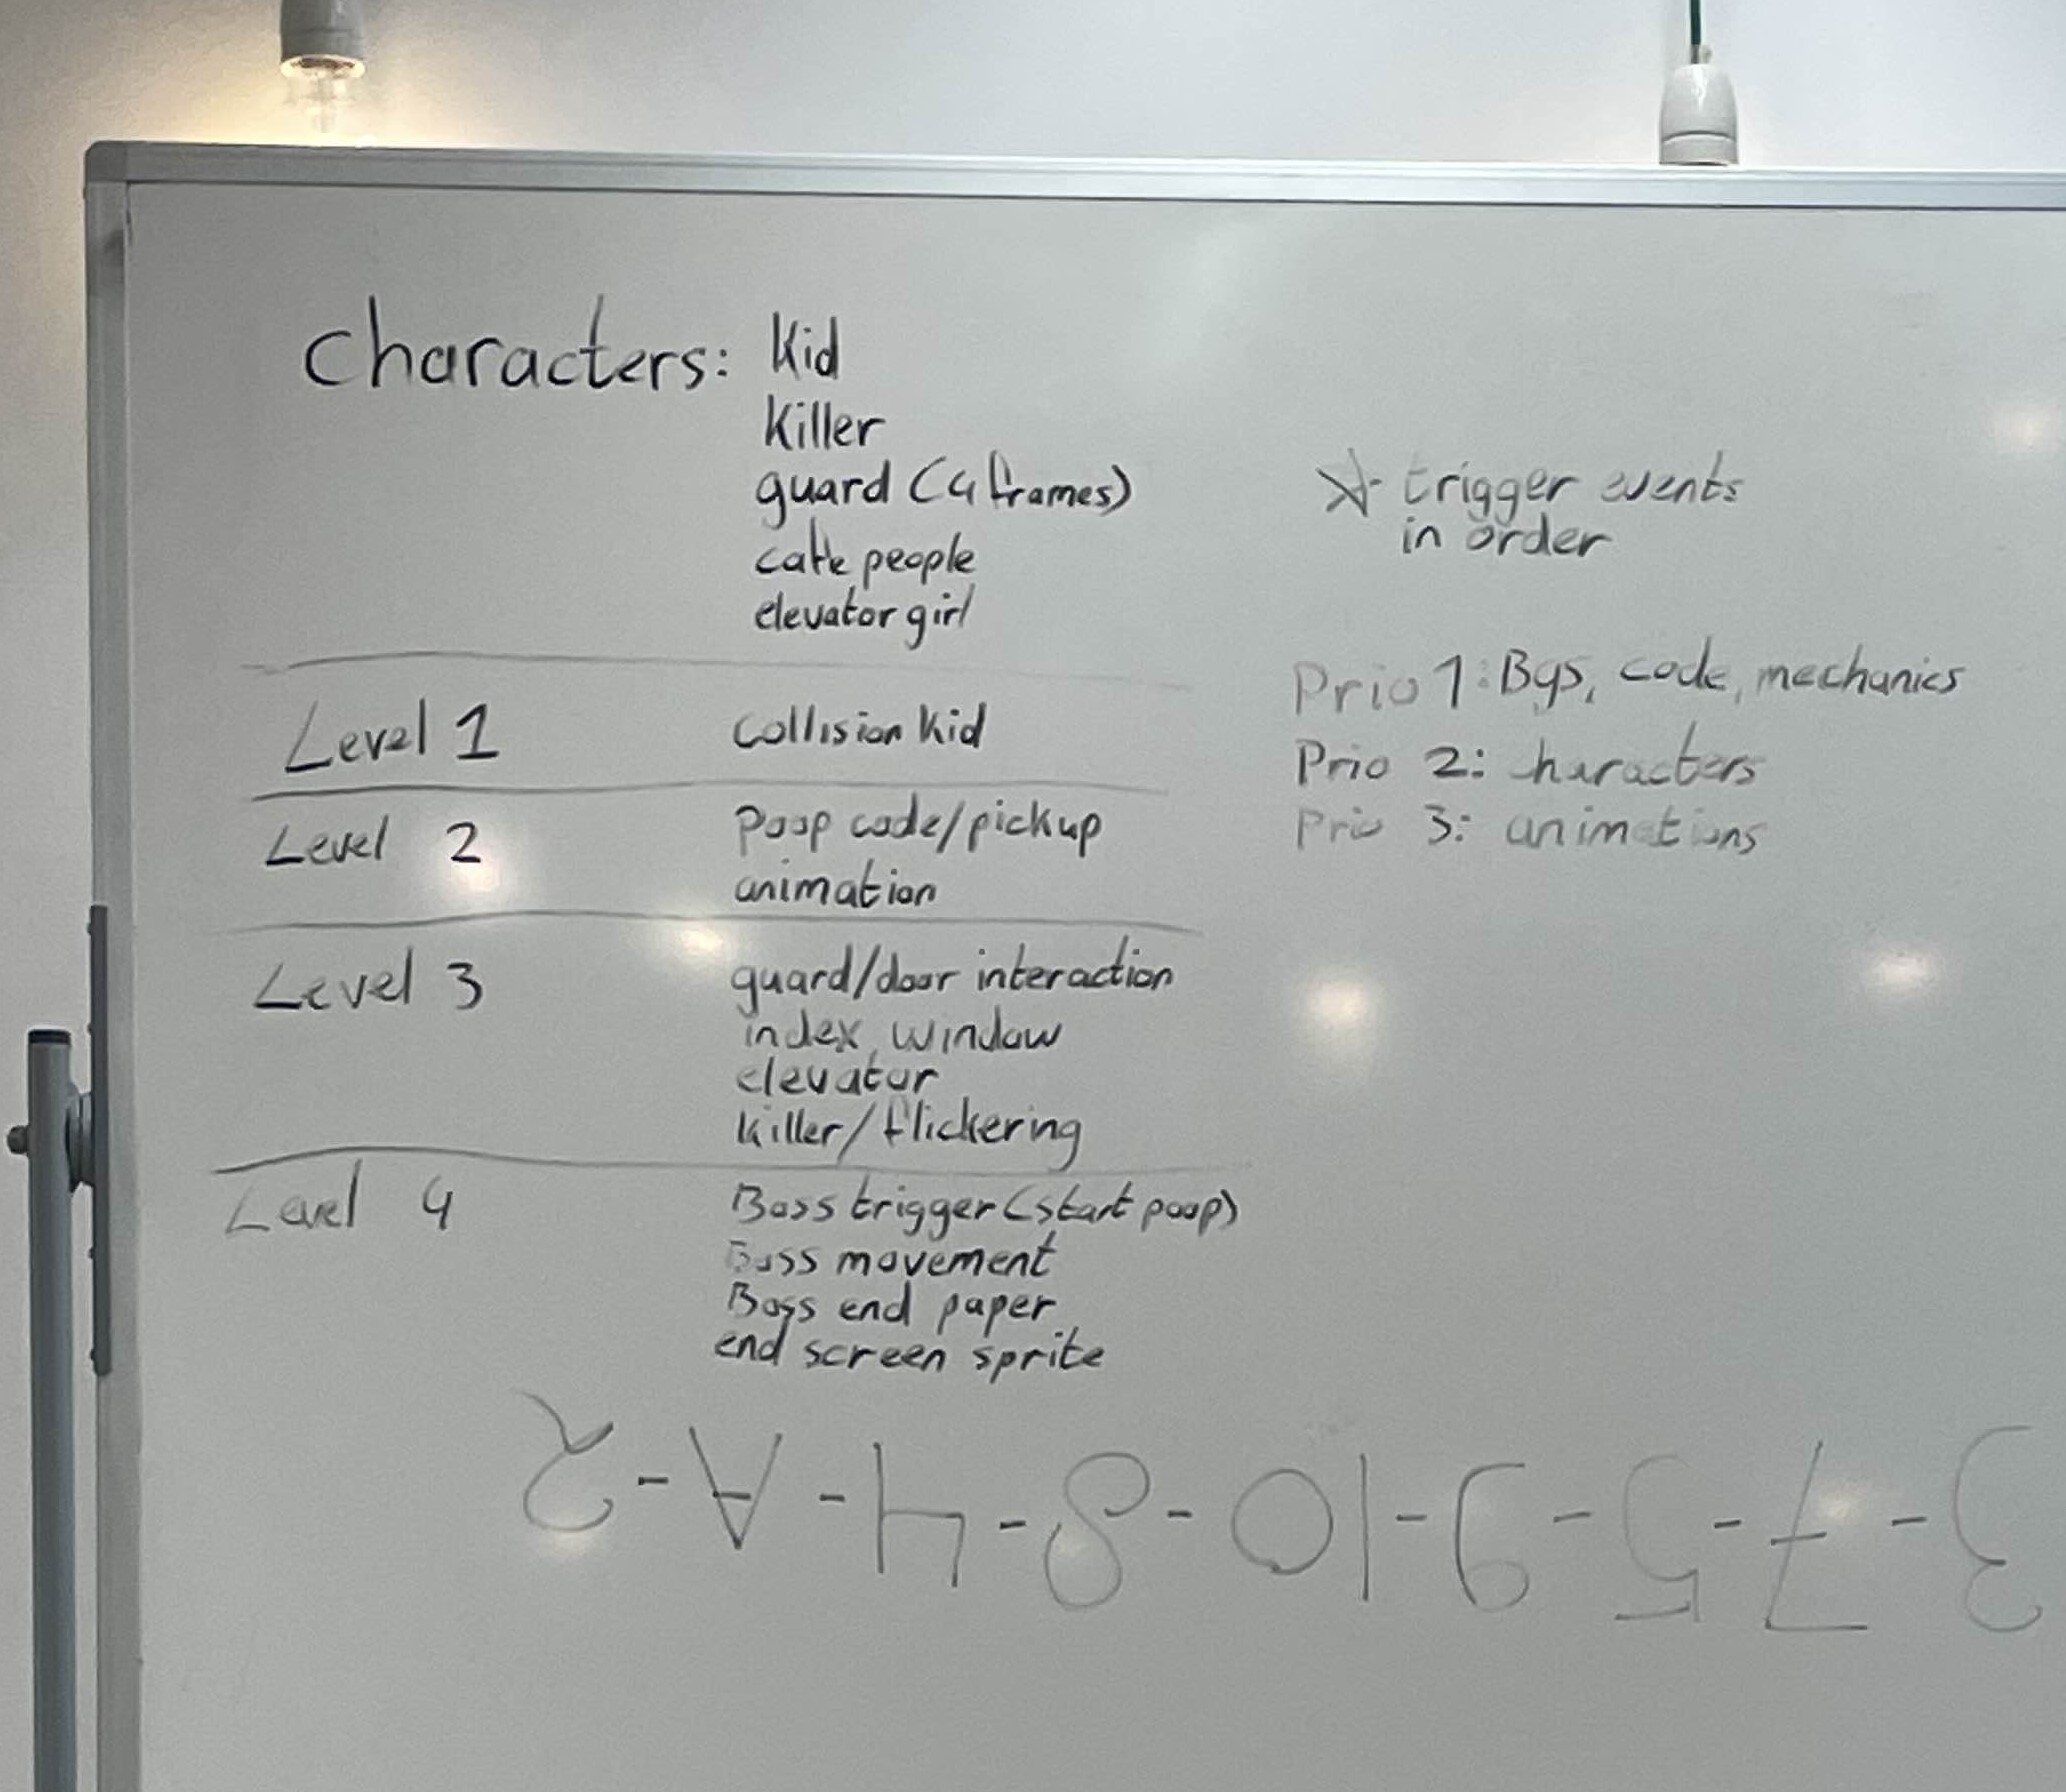 characters: Kid
Killer
guard (4 frames)
cafe people
elevator girl
trigger events
in order
Prio 1: Bgs, code, mechanics
Prio 2: characters
Prio 3: animations
Level 1 Collision kid
Level 2 Poop code/pickup
animation
Level 3 guard/door interaction
index window
elevator
killer/flickering
Level 4 Boss trigger (start poop)
Boss movement
Boss end paper
end screen sprite
3-7-5-9-10-8-4-A-2